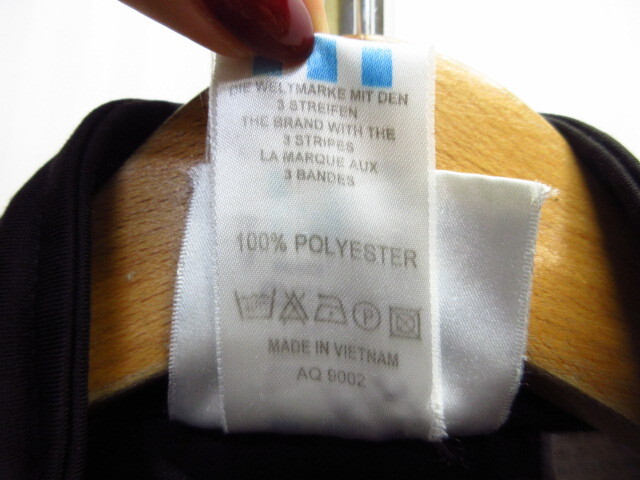 DIE WELTMARKE MIT DEN
3 STREIFEN
THE BRAND WITH THE
3 STRIPES
LA MARQUE AUX
3 BANDES
100% POLYESTER
P
MADE IN VIETNAM
AQ 9002